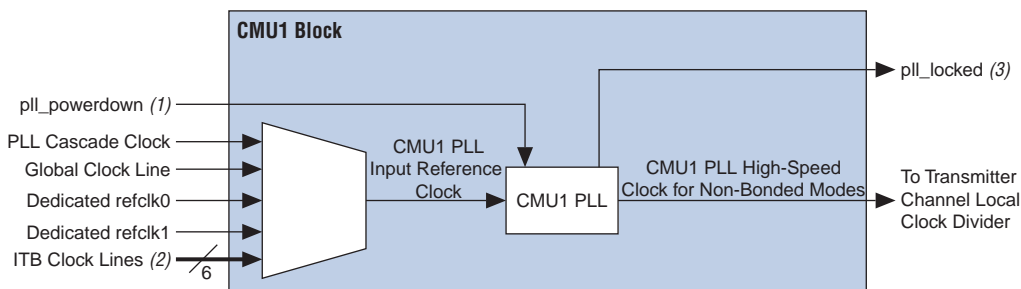 CMU1 Block
pll_powerdown (1)
PLL Cascade Clock
Global Clock Line
Dedicated refclk0
Dedicated refclk1
ITB Clock Lines (2)
6
CMU1 PLL
Input Reference
Clock
CMU1 PLL
CMU1 PLL High-Speed
Clock for Non-Bonded Modes
pll_locked (3)
To Transmitter
Channel Local
Clock Divider